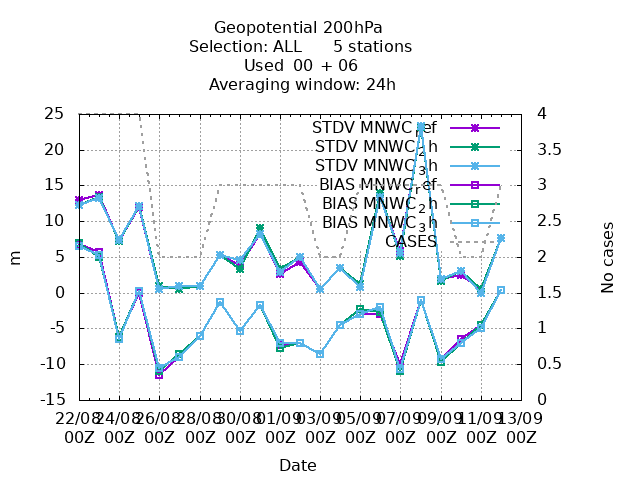 Geopotential 200hPa
Selection: ALL 5 stations
Used 00 + 06
Averaging window: 24h
25 4
20 3.5
15 3
10 2.5
5 2
0 1.5
-5 1
-10 0.5
-15 0
m
No cases
STDV MNWC_ref
STDV MNWC_2h
STDV MNWC_3h
BIAS MNWC_ref
BIAS MNWC_2h
BIAS MNWC_3h
CASES
22/08 24/08 26/08 28/08 30/08 01/09 03/09 05/09 07/09 09/09 11/09 13/09
00Z 00Z 00Z 00Z 00Z 00Z 00Z 00Z 00Z 00Z 00Z 00Z
Date